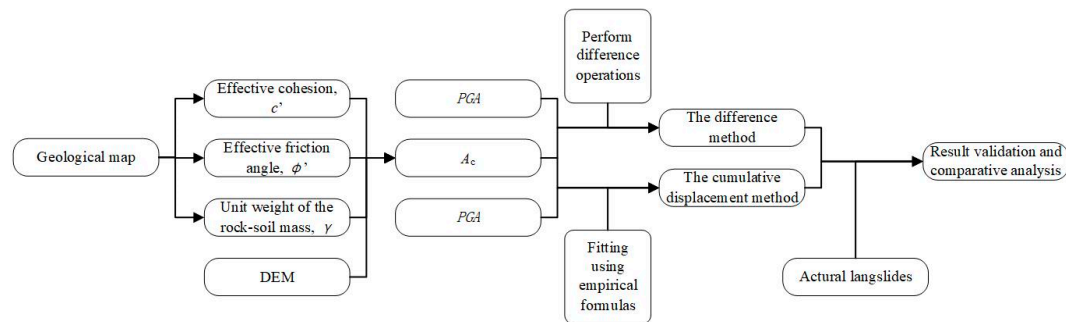 Geological map
Effective cohesion,
c’
Effective friction
angle, ϕ’
Unit weight of the
rock-soil mass, γ
DEM
PGA
Ac
PGA
Perform
difference
operations
Fitting
using
empirical
formulas
The difference
method
The cumulative
displacement method
Actural langslides
Result validation and
comparative analysis